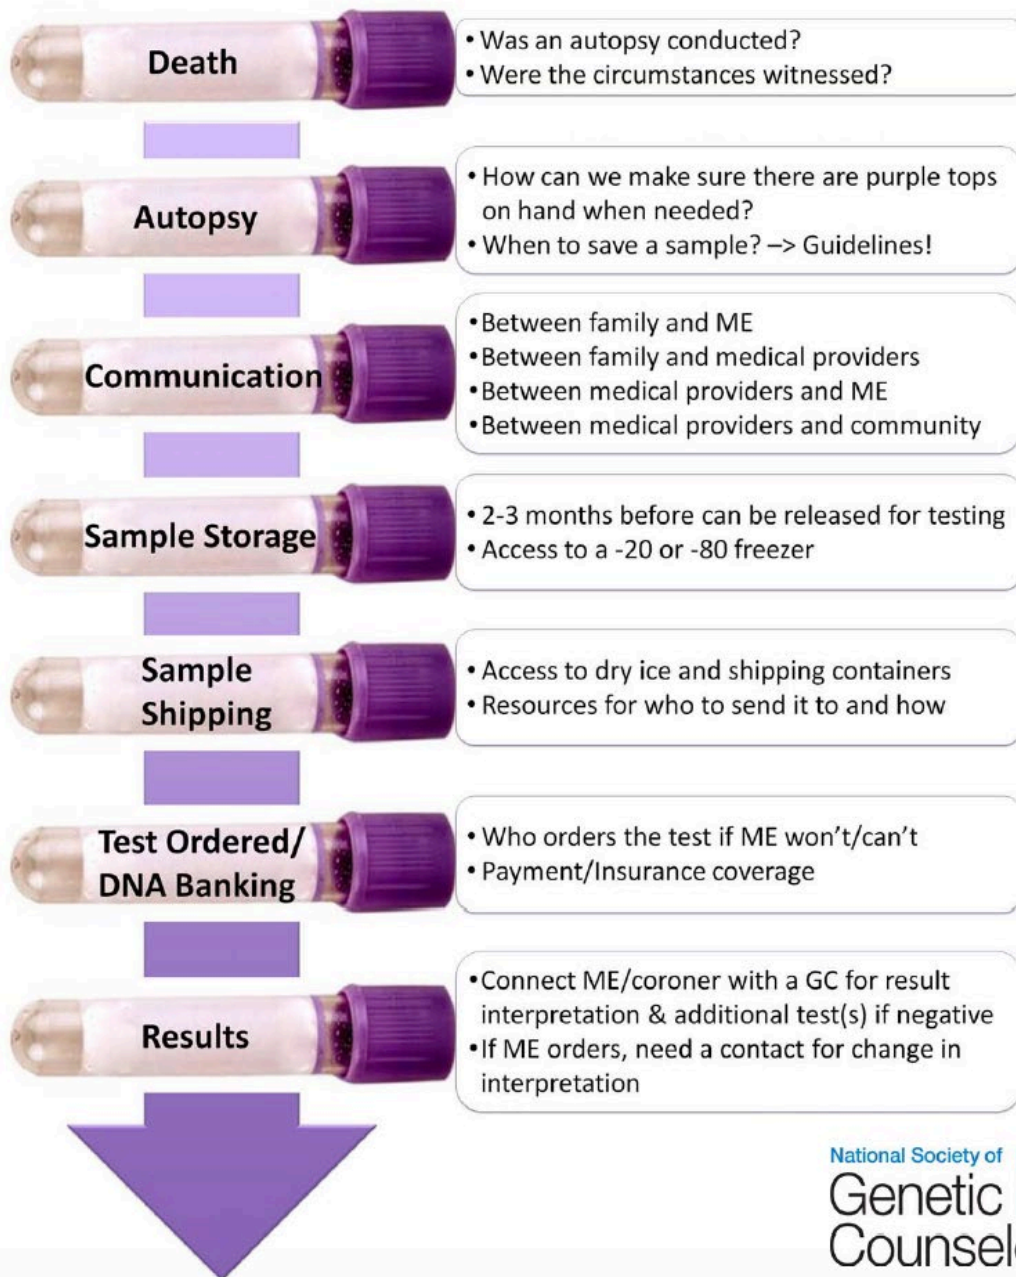 Death
• Was an autopsy conducted?
• Were the circumstances witnessed?
Autopsy
• How can we make sure there are purple tops
on hand when needed?
• When to save a sample? –> Guidelines!
Communication
•Between family and ME
•Between family and medical providers
•Between medical providers and ME
•Between medical providers and community
Sample Storage
• 2-3 months before can be released for testing
• Access to a -20 or -80 freezer
Sample
Shipping
• Access to dry ice and shipping containers
• Resources for who to send it to and how
Test Ordered/
DNA Banking
• Who orders the test if ME won’t/can’t
• Payment/Insurance coverage
Results
•Connect ME/coroner with a GC for result
interpretation & additional test(s) if negative
•If ME orders, need a contact for change in
interpretation
National Society of
Genetic